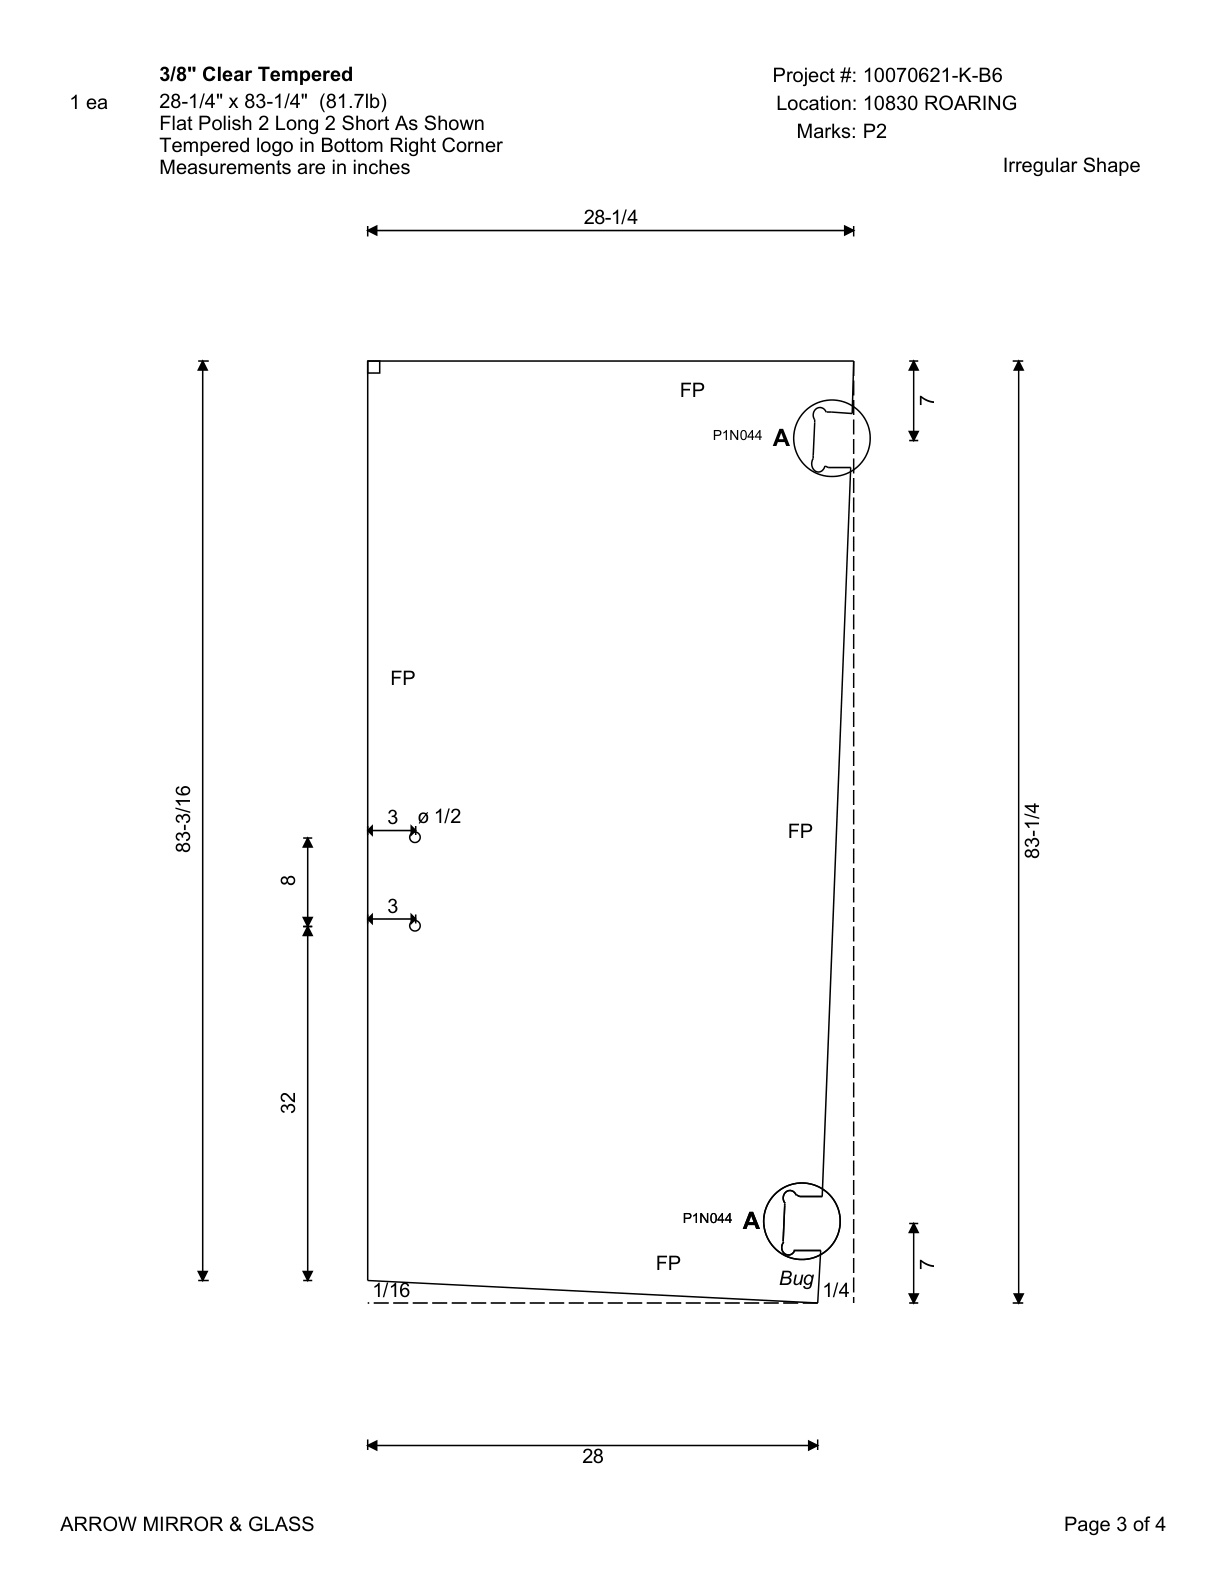 3/8" Clear Tempered
1 ea
28-1/4" x 83-1/4" (81.7lb)
Flat Polish 2 Long 2 Short As Shown
Tempered logo in Bottom Right Corner
Measurements are in inches
Project #: 10070621-K-B6
Location: 10830 ROARING
Marks: P2
Irregular Shape
28-1/4
FP
7
P1N044 A
FP
83-3/16
3
ø 1/2
FP
83-1/4
8
3
32
P1N044 A
FP
7
Bug
1/16
1/4
28
ARROW MIRROR & GLASS
Page 3 of 4